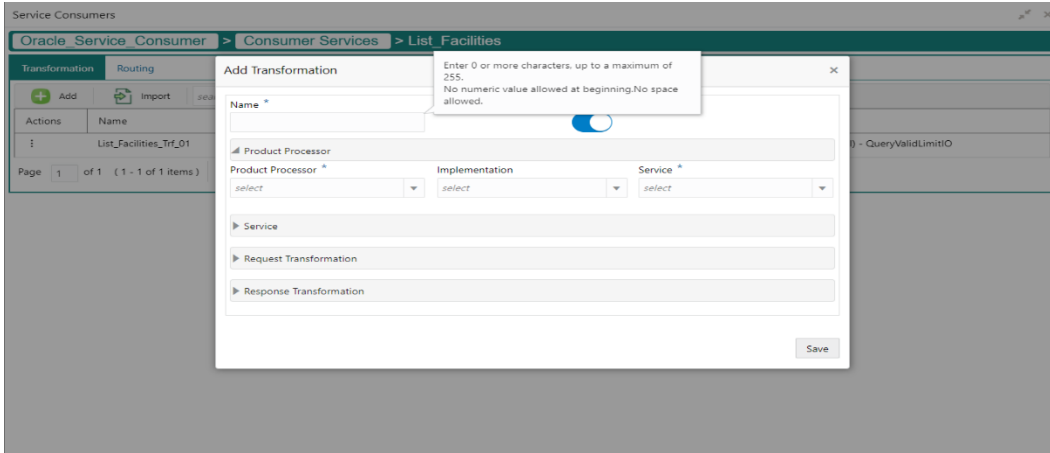 Service Consumers
Oracle_Service_Consumer > Consumer Services > List_Facilities
Transformation Routing
Add Import sea
Actions Name
List_Facilities_Trf_01 - QueryValidLimitIO
Page 1 of 1 (1 - 1 of 1 items)
Add Transformation
Enter 0 or more characters, up to a maximum of
255.
No numeric value allowed at beginning.No space
allowed.
Name *
Product Processor
Product Processor * Implementation Service *
select select select
Service
Request Transformation
Response Transformation
Save